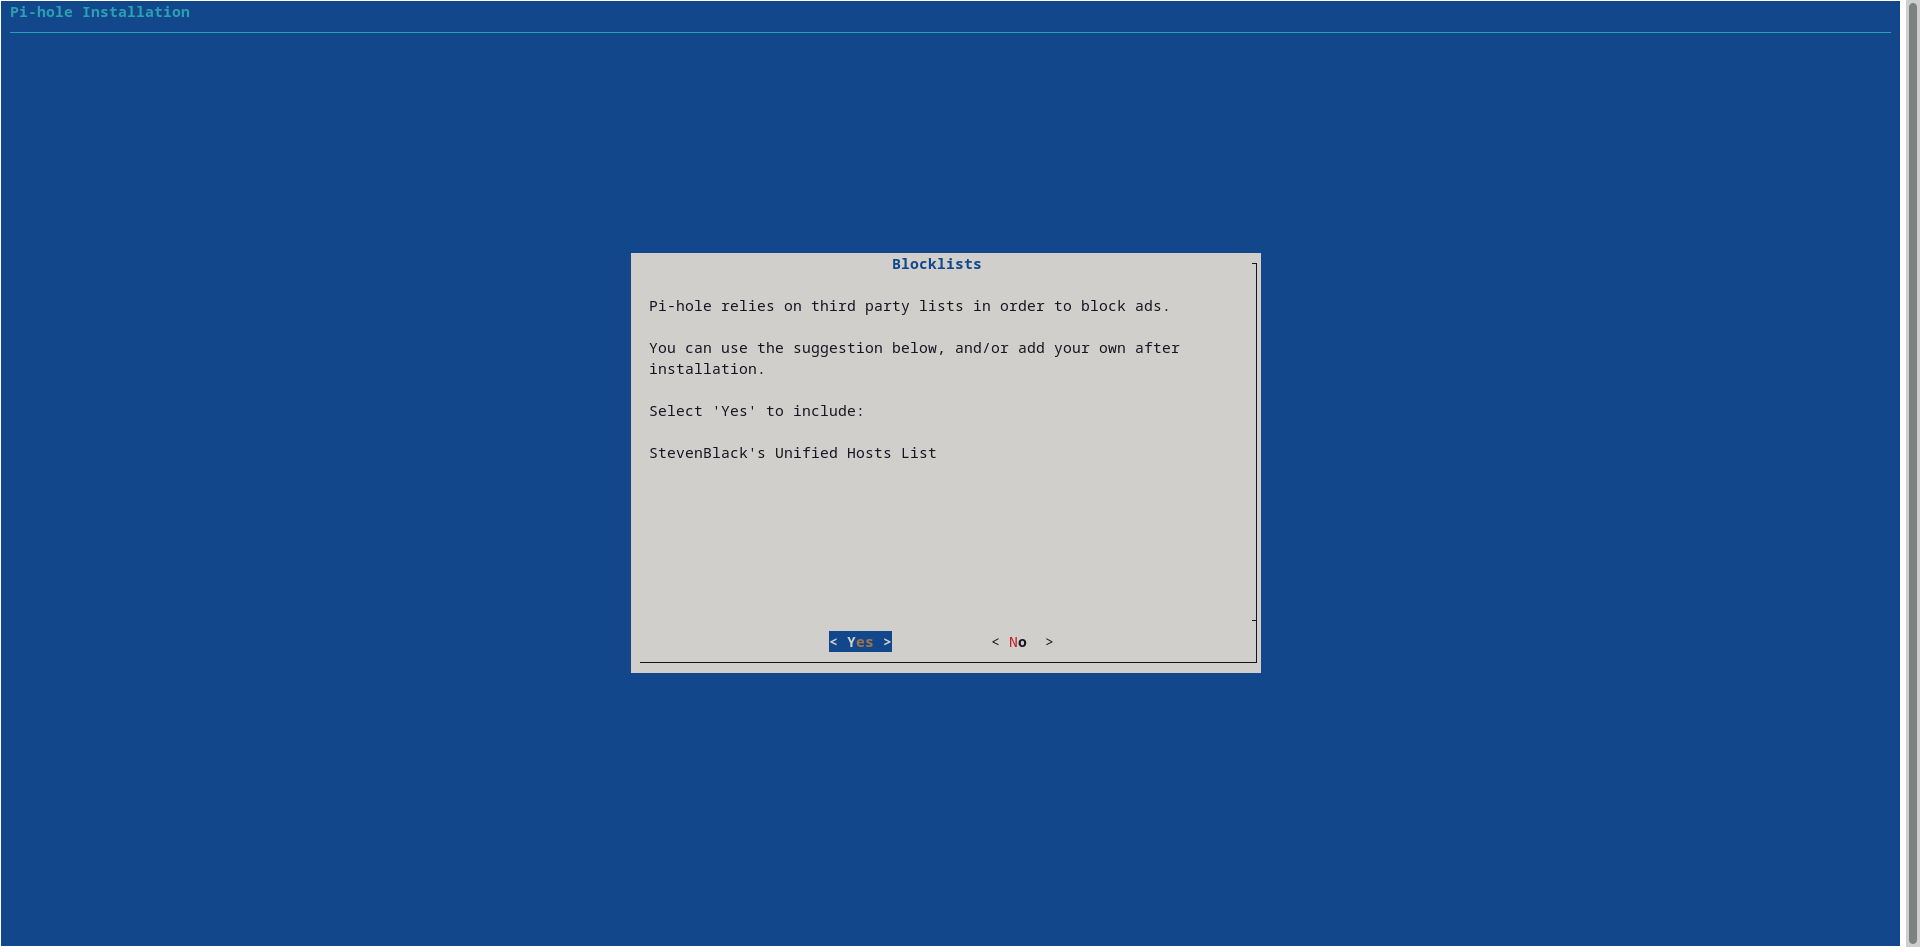 Pi-hole Installation
Blocklists
Pi-hole relies on third party lists in order to block ads.
You can use the suggestion below, and/or add your own after
installation.
Select 'Yes' to include:
StevenBlack's Unified Hosts List
< Yes > < No >